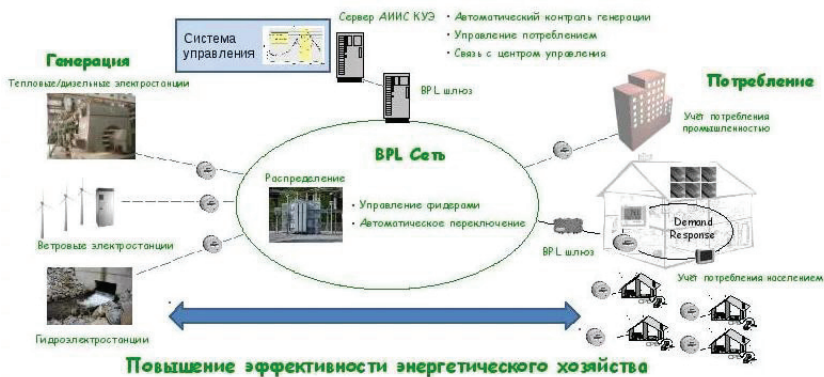 Система
управления
Сервер АИИС КУЭ
• Автоматический контроль генерации
• Управление потреблением
• Связь с центром управления
Генерация
Тепловые/дизельные электростанции
BPL шлюз
Потребление
Учёт потребления
промышленностью
BPL Сеть
Распределение
• Управление фидерами
• Автоматическое переключение
Ветровые электростанции
BPL шлюз
Demand
Response
Учёт потребления населением
Гидроэлектростанции
Повышение эффективности энергетического хозяйства